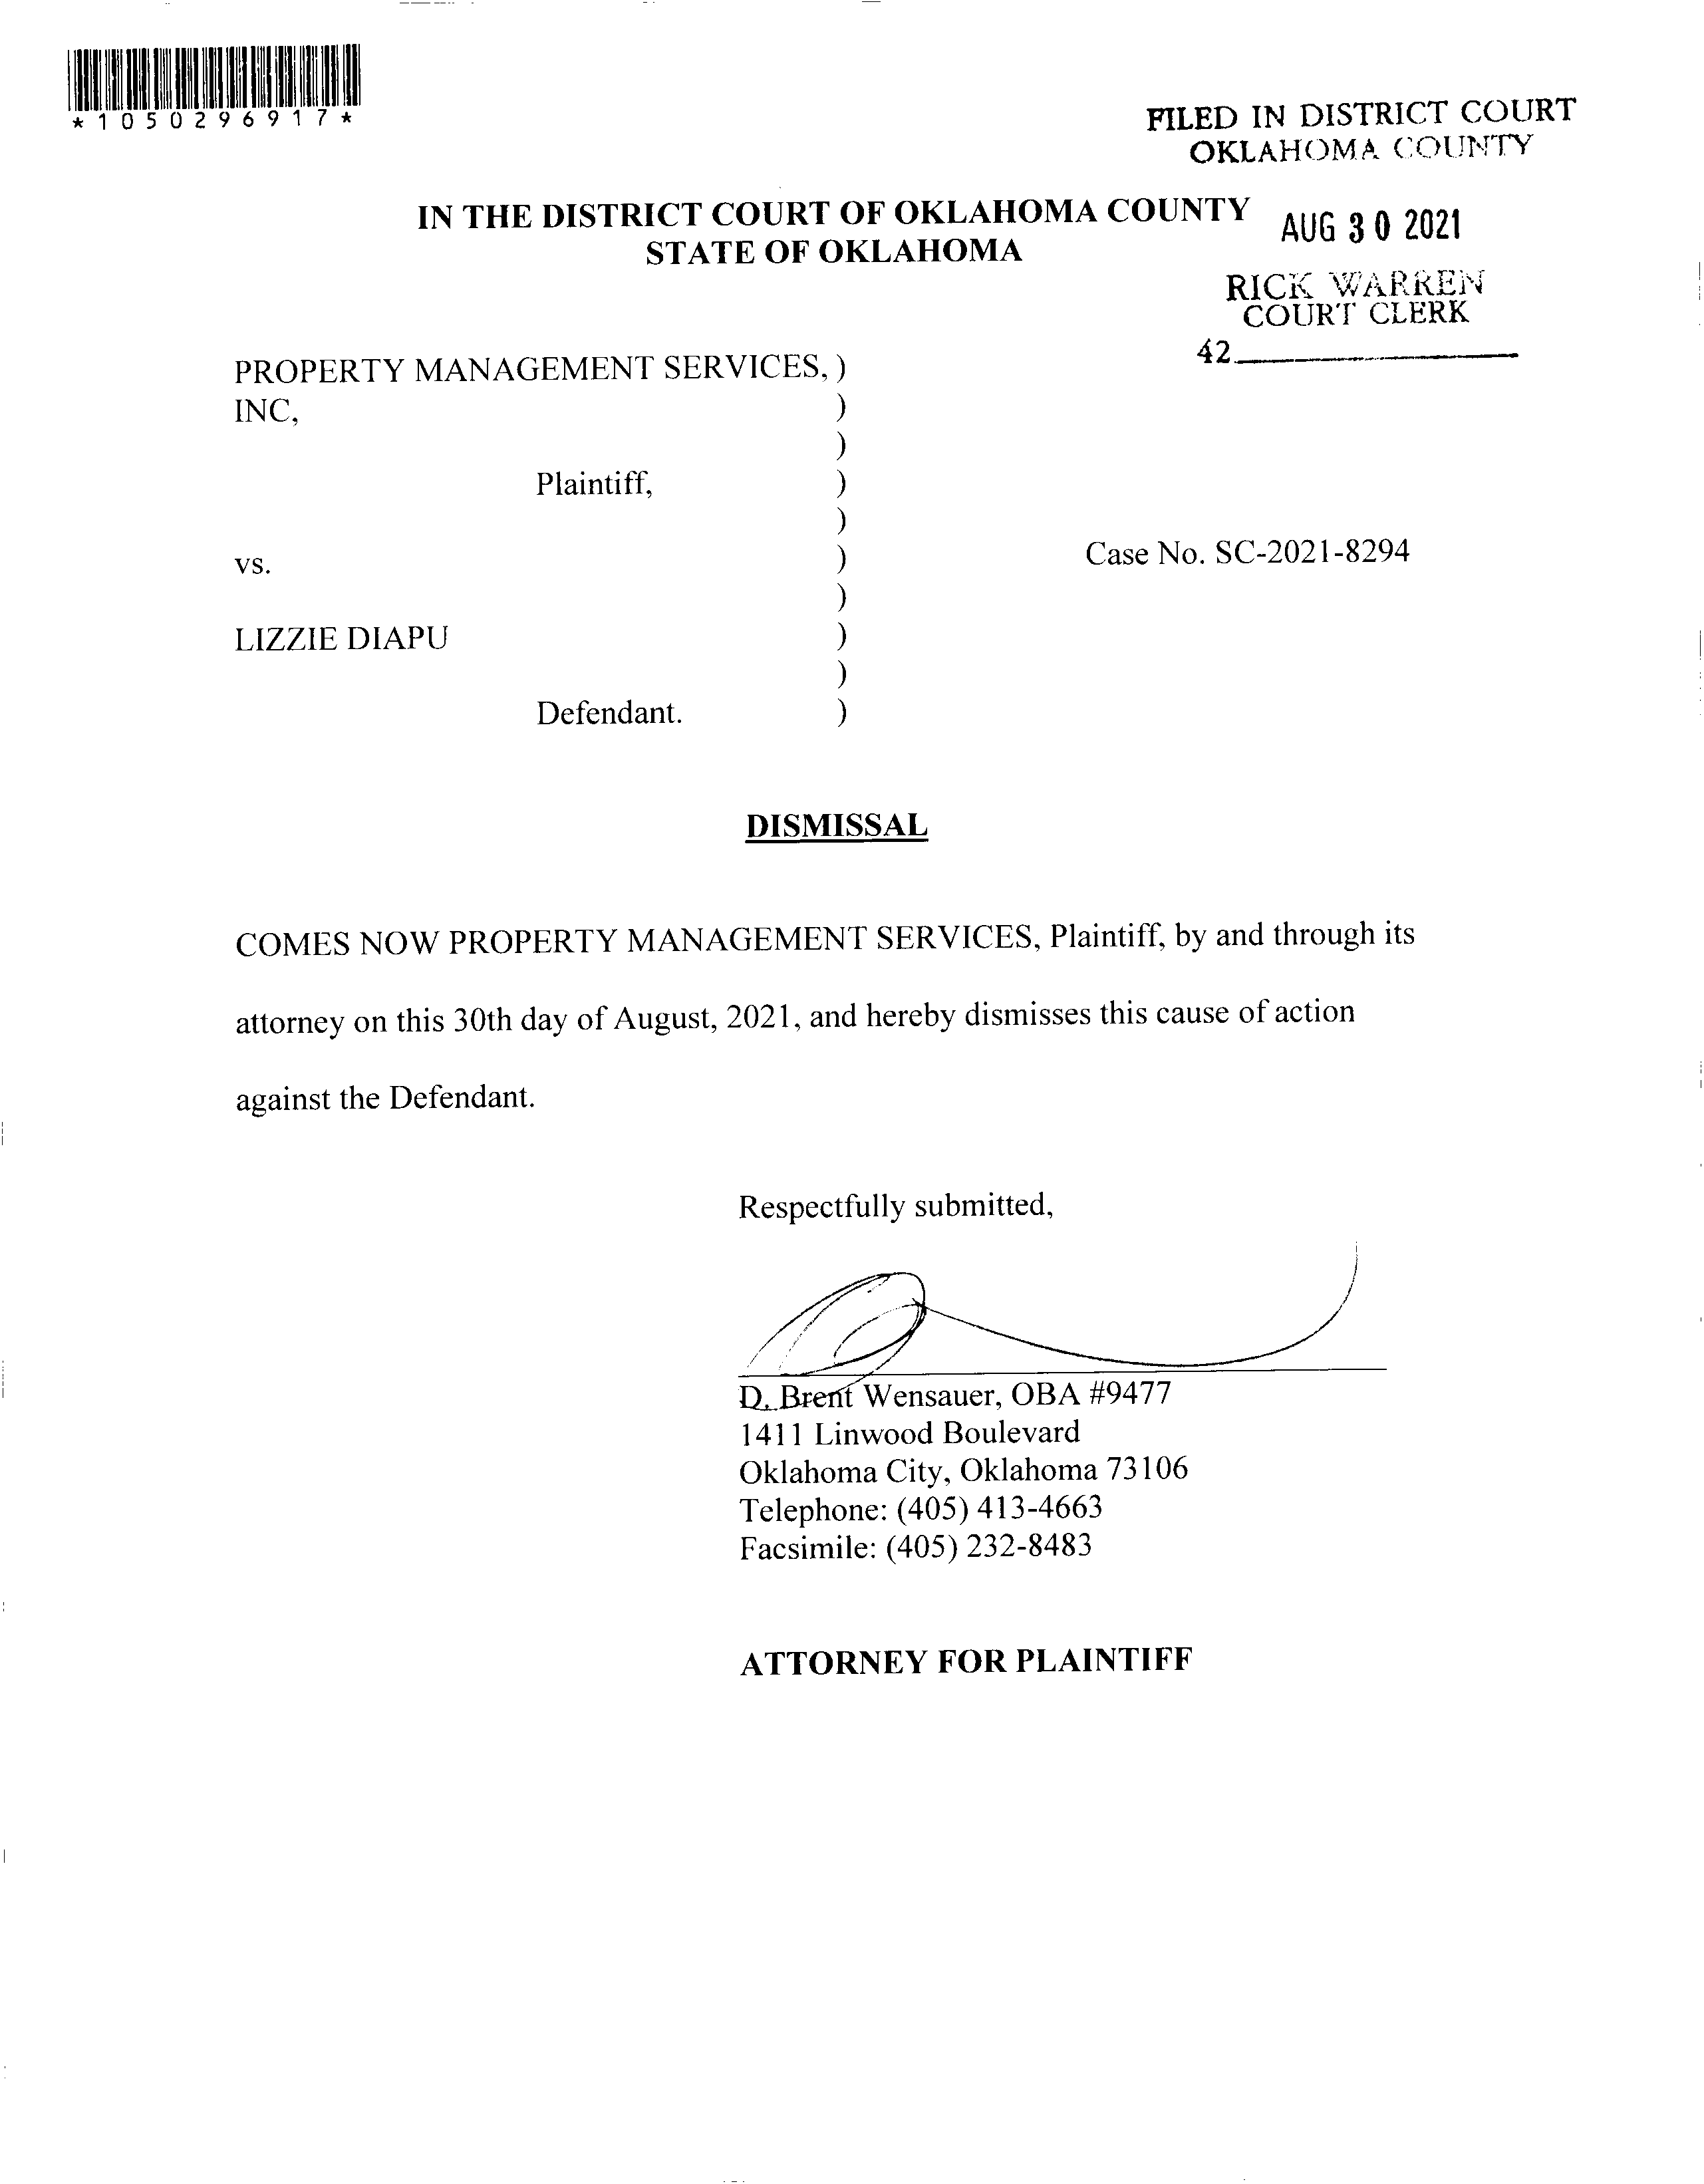 *1050296917*
FILED IN DISTRICT COURT
OKLAHOMA COUNTY
IN THE DISTRICT COURT OF OKLAHOMA COUNTY
STATE OF OKLAHOMA
AUG 30 2021
RICK WARREN
COURT CLERK
42
PROPERTY MANAGEMENT SERVICES, )
INC, )
)
Plaintiff, )
)
vs. ) Case No. SC-2021-8294
)
LIZZIE DIAPU )
)
Defendant. )
DISMISSAL
COMES NOW PROPERTY MANAGEMENT SERVICES, Plaintiff, by and through its
attorney on this 30th day of August, 2021, and hereby dismisses this cause of action
against the Defendant.
Respectfully submitted,
D. Brent Wensauer, OBA #9477
1411 Linwood Boulevard
Oklahoma City, Oklahoma 73106
Telephone: (405) 413-4663
Facsimile: (405) 232-8483
ATTORNEY FOR PLAINTIFF